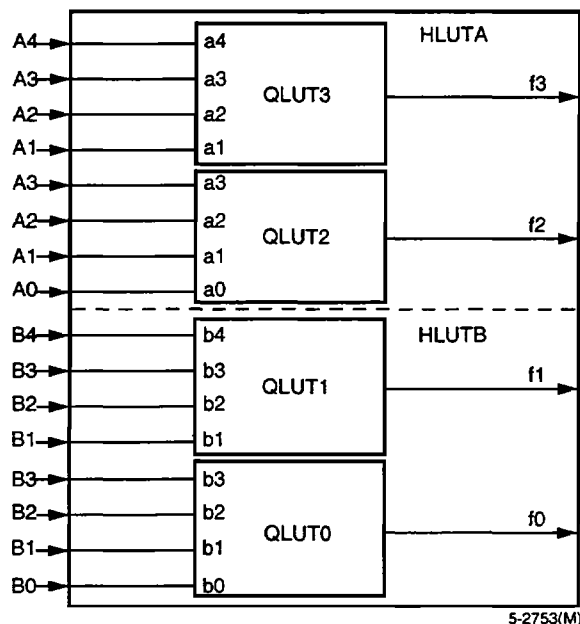 A4 a4 HLUTA
A3 a3 QLUT3 f3
A2 a2
A1 a1
A3 a3
A2 a2 QLUT2 f2
A1 a1
A0 a0
B4 b4 HLUTB
B3 b3 QLUT1 f1
B2 b2
B1 b1
B3 b3
B2 b2 QLUT0 f0
B1 b1
B0 b0
5-2753(M)